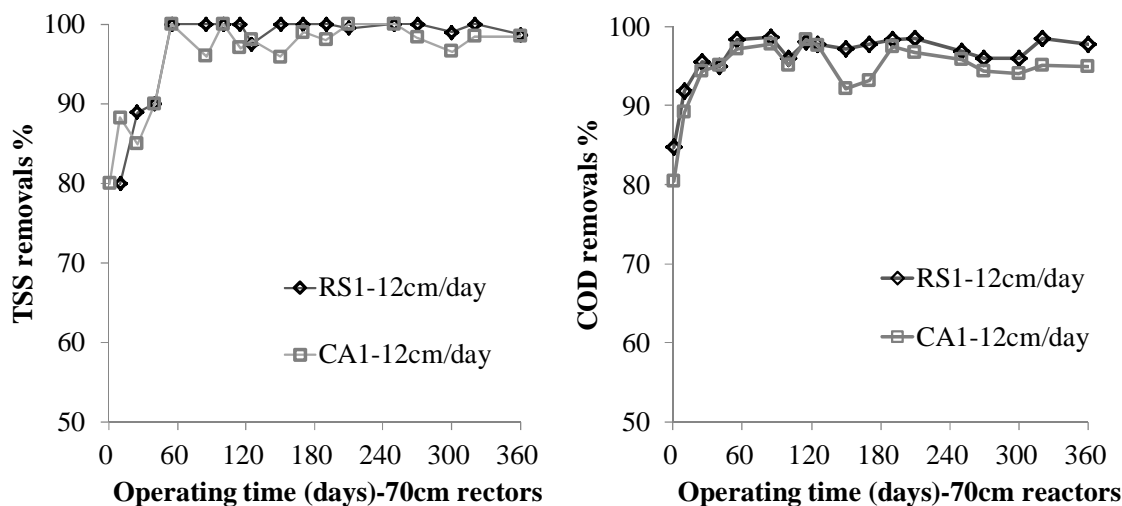 TSS removals %
100
90
80
70
60
50
0 60 120 180 240 300 360
RS1-12cm/day
CA1-12cm/day
Operating time (days)-70cm rectors
COD removals %
100
90
80
70
60
50
0 60 120 180 240 300 360
RS1-12cm/day
CA1-12cm/day
Operating time (days)-70cm reactors